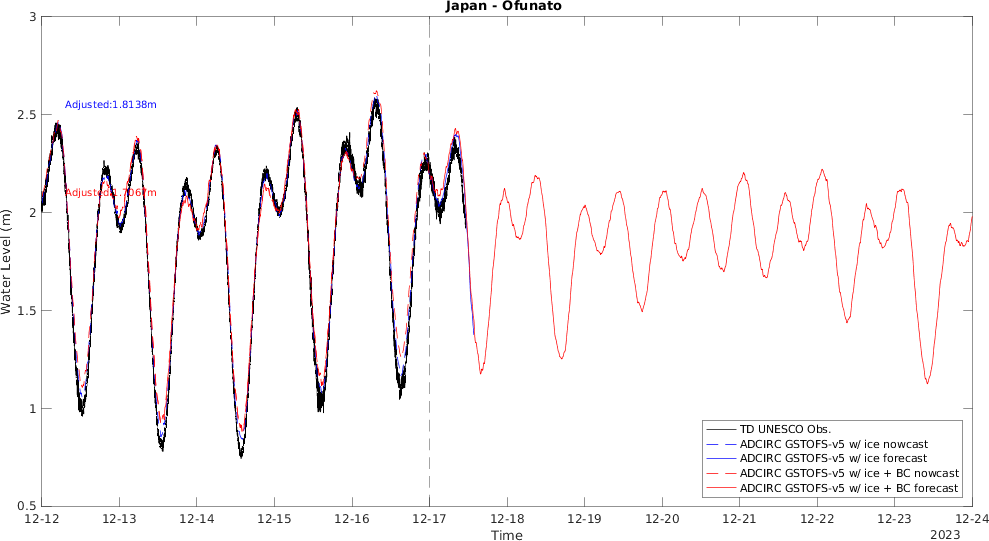 Japan - Ofunato
3
2.5
2
1.5
1
0.5
Water Level (m)
Adjusted:1.8138m
Adjusted:1.7067m
TD UNESCO Obs.
ADCIRC GSTOFS-v5 w/ ice nowcast
ADCIRC GSTOFS-v5 w/ ice forecast
ADCIRC GSTOFS-v5 w/ ice + BC nowcast
ADCIRC GSTOFS-v5 w/ ice + BC forecast
12-12 12-13 12-14 12-15 12-16 12-17 12-18 12-19 12-20 12-21 12-22 12-23 12-24
Time
2023